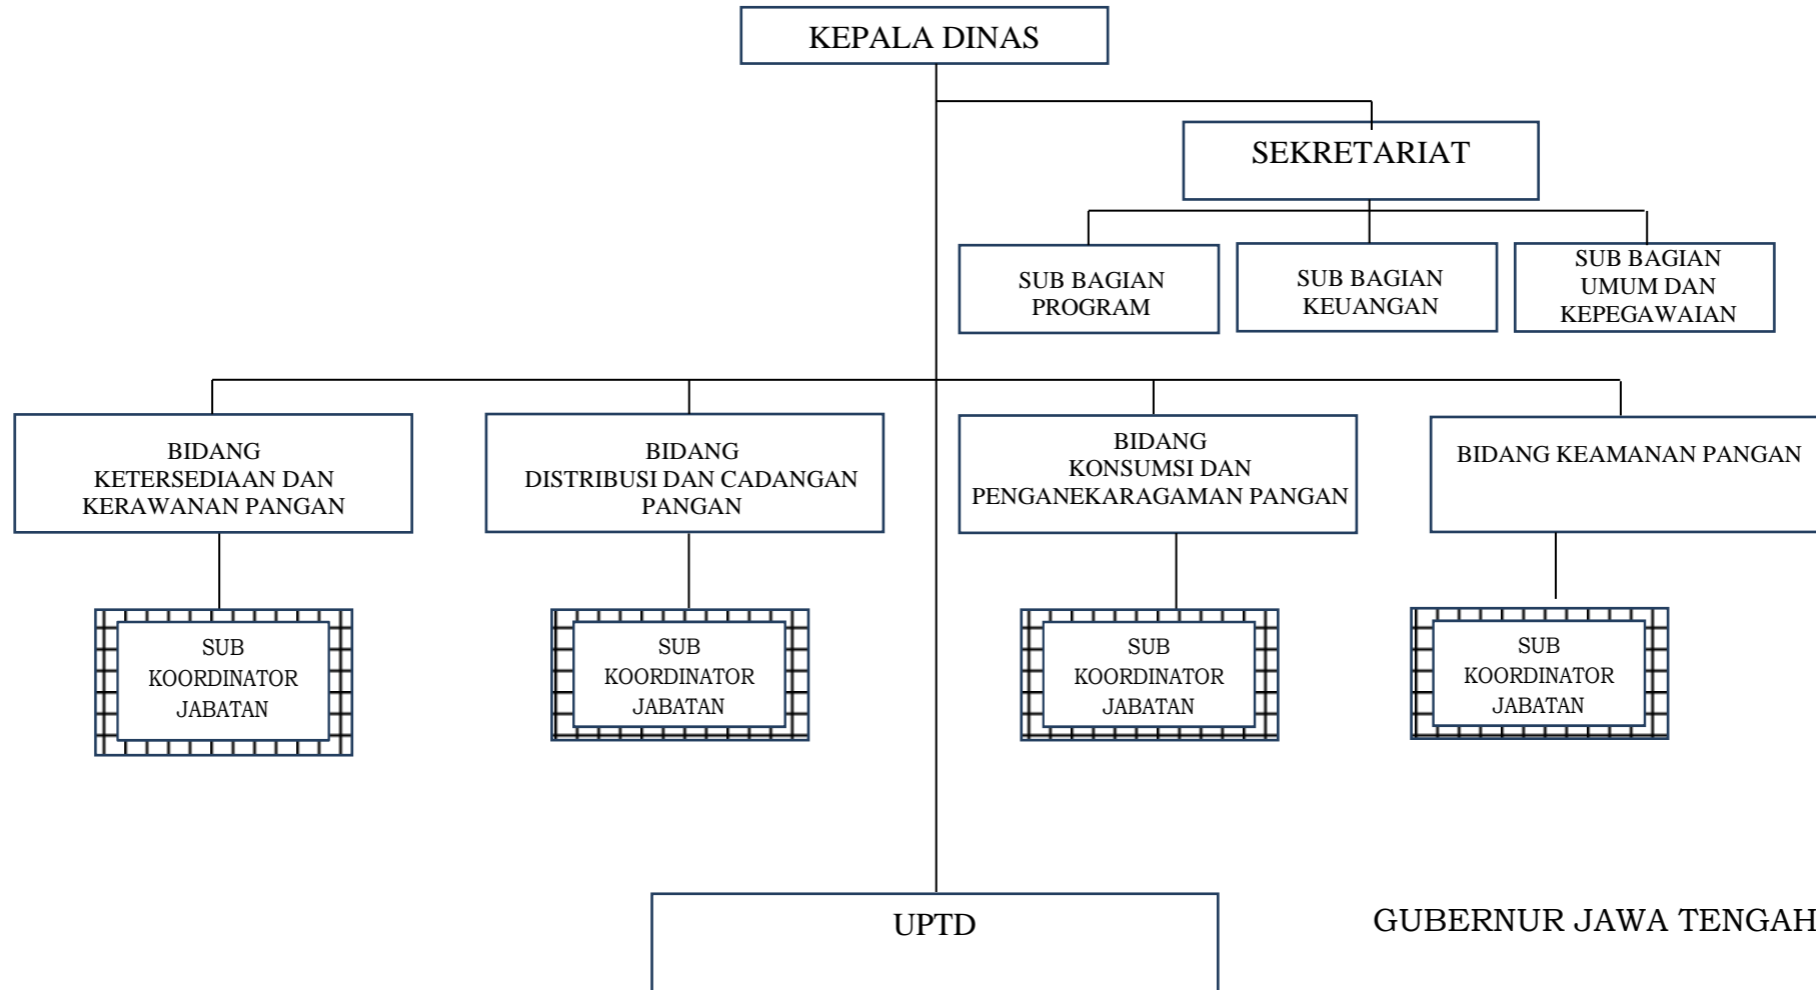 KEPALA DINAS
SEKRETARIAT
SUB BAGIAN
PROGRAM
SUB BAGIAN
KEUANGAN
SUB BAGIAN
UMUM DAN
KEPEGAWAIAN
BIDANG
KETERSEDIAAN DAN
KERAWANAN PANGAN
BIDANG
DISTRIBUSI DAN CADANGAN
PANGAN
BIDANG
KONSUMSI DAN
PENGANEKARAGAMAN PANGAN
BIDANG KEAMANAN PANGAN
SUB
KOORDINATOR
JABATAN
SUB
KOORDINATOR
JABATAN
SUB
KOORDINATOR
JABATAN
SUB
KOORDINATOR
JABATAN
UPTD
GUBERNUR JAWA TENGAH